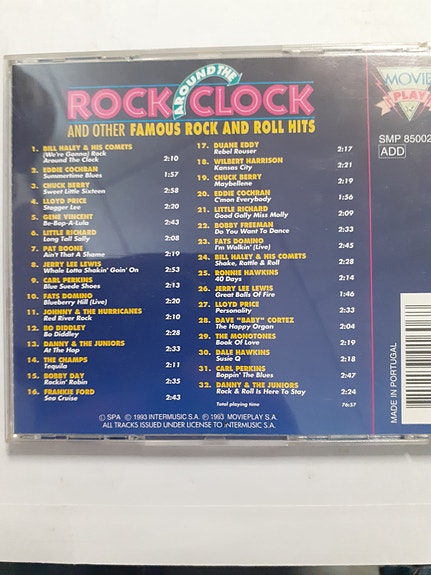 ROCK AROUND THE CLOCK
AND OTHER FAMOUS ROCK AND ROLL HITS
1. BILL HALEY & HIS COMETS
(We're Gonna) Rock
Around The Clock 2:10
2. EDDIE COCHRAN
Summertime Blues 1:57
3. CHUCK BERRY
Sweet Little Sixteen 2:58
4. LLOYD PRICE
Stagger Lee 2:20
5. GENE VINCENT
Be-Bop-A-Lula 2:43
6. LITTLE RICHARD
Long Tall Sally 2:08
7. PAT BOONE
Ain't That A Shame 2:19
8. JERRY LEE LEWIS
Whole Lotta Shakin' Goin' On 2:53
9. CARL PERKINS
Blue Suede Shoes 2:13
10. FATS DOMINO
Blueberry Hill (Live) 2:20
11. JOHNNY & THE HURRICANES
Red River Rock 2:10
12. BO DIDDLEY
Bo Diddley 2:28
13. DANNY & THE JUNIORS
At The Hop 2:33
14. THE CHAMPS
Tequila 2:11
15. BOBBY DAY
Rockin' Robin 2:35
16. FRANKIE FORD
Sea Cruise 2:43
17. DUANE EDDY
Rebel Rouser 2:17
18. WILBERT HARRISON
Kansas City 2:21
19. CHUCK BERRY
Maybellene 2:19
20. EDDIE COCHRAN
C'mon Everybody 1:56
21. LITTLE RICHARD
Good Golly Miss Molly 2:09
22. BOBBY FREEMAN
Do You Want To Dance 2:33
23. FATS DOMINO
I'm Walkin' (Live) 2:45
24. BILL HALEY & HIS COMETS
Shake, Rattle & Roll 2:28
25. RONNIE HAWKINS
40 Days 2:14
26. JERRY LEE LEWIS
Great Balls Of Fire 1:46
27. LLOYD PRICE
Personality 2:33
28. DAVE "BABY" CORTEZ
The Happy Organ 2:04
29. THE MONOTONES
Book Of Love 2:19
30. DALE HAWKINS
Susie Q 2:18
31. CARL PERKINS
Boppin' The Blues 2:47
32. DANNY & THE JUNIORS
Rock & Roll Is Here To Stay 2:24
Total playing time 76:37
© SPA ℗ 1993 INTERMUSIC S.A. ℗ 1993 MOVIEPLAY S.A.
ALL TRACKS ISSUED UNDER LICENSE TO INTERMUSIC S.A.
MOVIE
PLAY
SMP 85002
ADD
MADE IN PORTUGAL